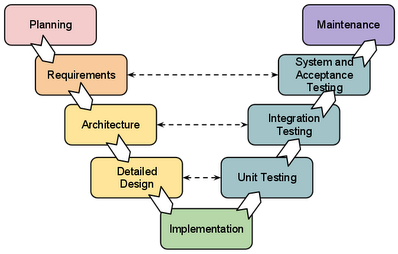 Planning
Maintenance
Requirements
System and
Acceptance
Testing
Architecture
Integration
Testing
Detailed
Design
Unit Testing
Implementation